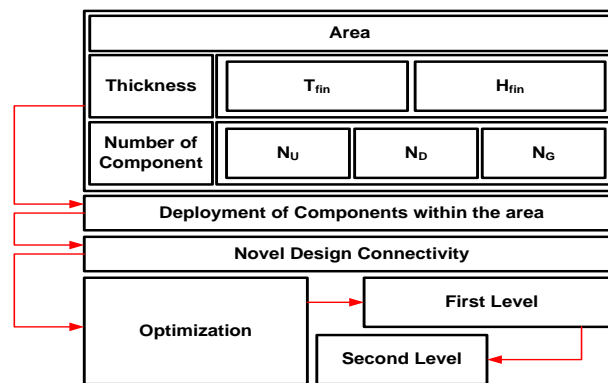 Area
Thickness
Tfin
Hfin
Number of
Component
NU
ND
NG
Deployment of Components within the area
Novel Design Connectivity
Optimization
First Level
Second Level